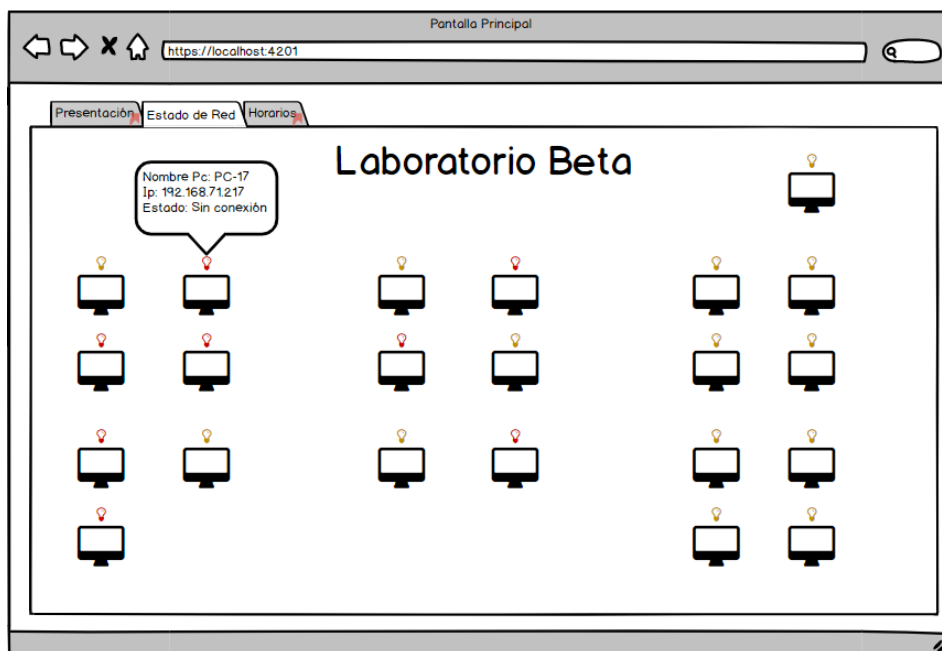 Pantalla Principal
https://localhost:4201
Presentación
Estado de Red
Horarios
Laboratorio Beta
Nombre Pc: PC-17
Ip: 192.168.71.217
Estado: Sin conexión